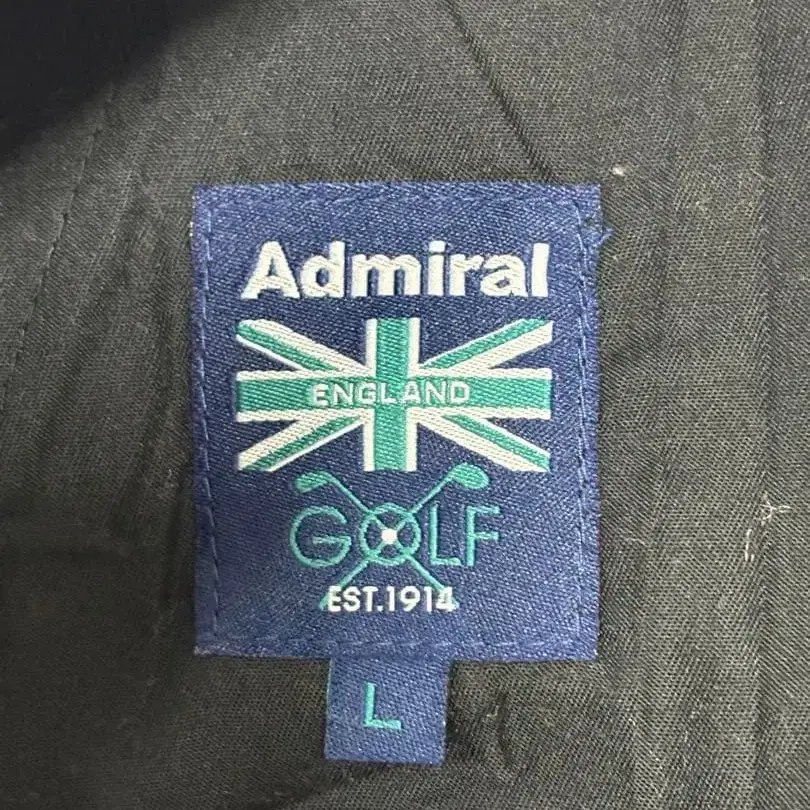 Admiral
ENGLAND
GOLF
EST.1914
L